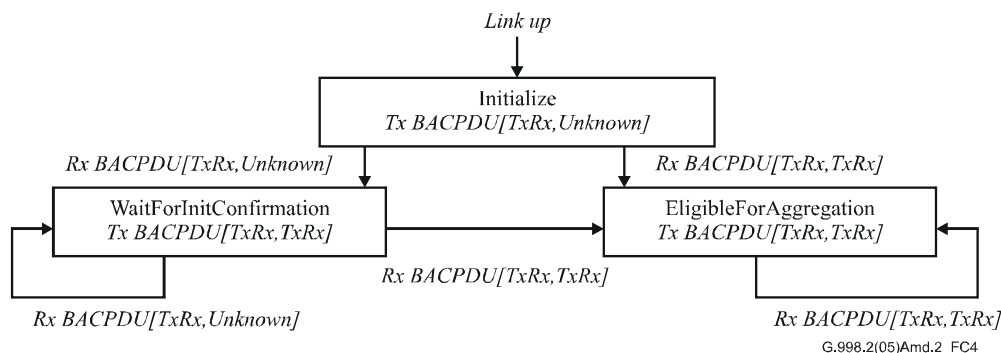 Link up
Initialize
Tx BACPDU[TxRx,Unknown]
Rx BACPDU[TxRx,Unknown]
Rx BACPDU[TxRx,TxRx]
WaitForInitConfirmation
Tx BACPDU[TxRx,TxRx]
EligibleForAggregation
Tx BACPDU[TxRx,TxRx]
Rx BACPDU[TxRx,TxRx]
Rx BACPDU[TxRx,Unknown]
Rx BACPDU[TxRx,TxRx]
G.998.2(05)Amd.2_FC4